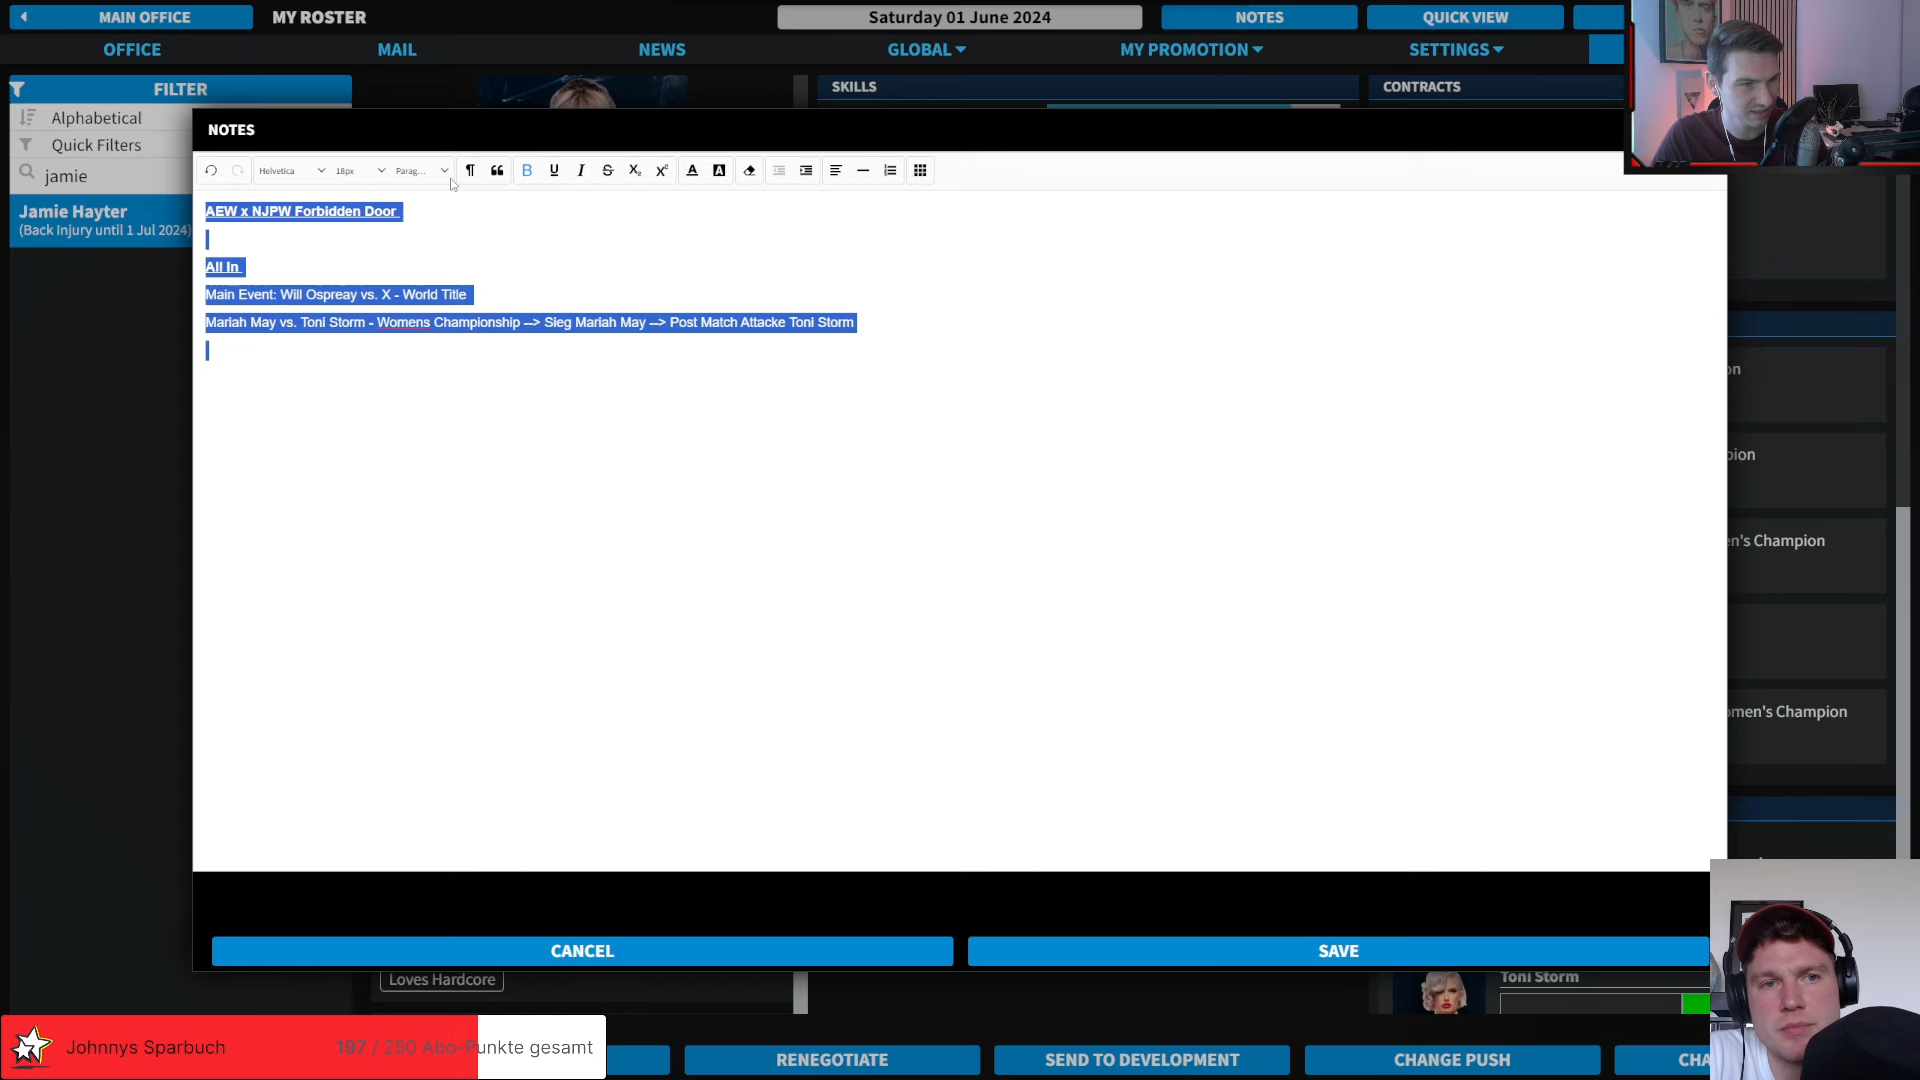 MAIN OFFICE
MY ROSTER
Saturday 01 June 2024
NOTES
QUICK VIEW
OFFICE
MAIL
NEWS
GLOBAL
MY PROMOTION
SETTINGS
FILTER
SKILLS
CONTRACTS
Alphabetical
Quick Filters
jamie
Jamie Hayter
(Back Injury until 1 Jul 2024)
NOTES
Helvetica
18px
Parag...
AEW x NJPW Forbidden Door
All In
Main Event: Will Ospreay vs. X - World Title
Mariah May vs. Toni Storm - Womens Championship --> Sieg Mariah May --> Post Match Attacke Toni Storm
en's Champion
omen's Champion
CANCEL
SAVE
Loves Hardcore
Toni Storm
Johnnys Sparbuch
197 / 250 Abo-Punkte gesamt
RENEGOTIATE
SEND TO DEVELOPMENT
CHANGE PUSH
CHA